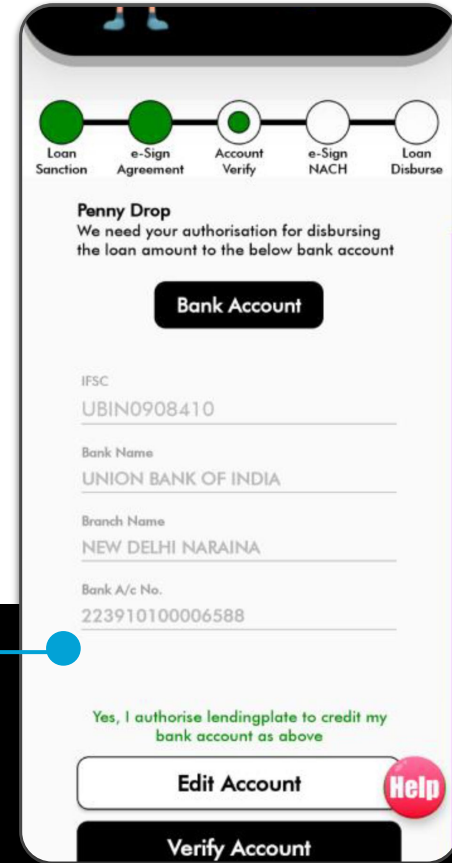 Loan Sanction
e-Sign Agreement
Account Verify
e-Sign NACH
Loan Disburse
Penny Drop
We need your authorisation for disbursing
the loan amount to the below bank account
Bank Account
IFSC
UBIN0908410
Bank Name
UNION BANK OF INDIA
Branch Name
NEW DELHI NARAINA
Bank A/c No.
223910100006588
Yes, I authorise lendingplate to credit my
bank account as above
Edit Account
Help
Verify Account